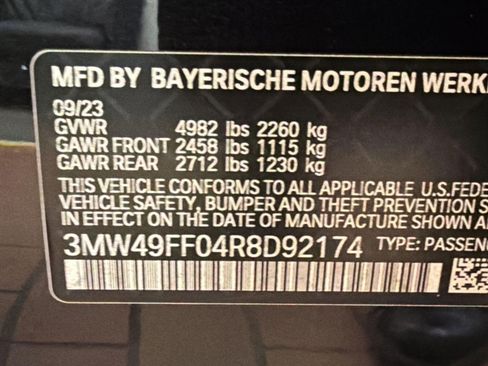 MFD BY BAYERISCHE MOTOREN WERKE
09/23
GVWR 4982 lbs 2260 kg
GAWR FRONT 2458 lbs 1115 kg
GAWR REAR 2712 lbs 1230 kg
THIS VEHICLE CONFORMS TO ALL APPLICABLE U.S. FEDE
VEHICLE SAFETY, BUMPER, AND THEFT PREVENTION S
IN EFFECT ON THE DATE OF MANUFACTURE SHOWN A
3MW49FF04R8D92174 TYPE: PASSENG